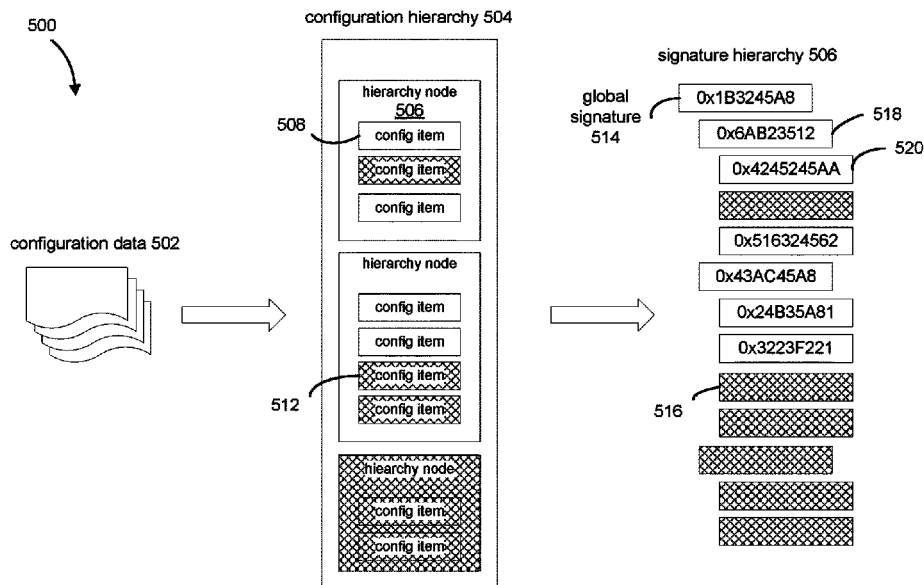 500
configuration hierarchy 504
hierarchy node
506
508
config item
config item
config item
hierarchy node
config item
config item
512
config item
config item
hierarchy node
config item
config item
configuration data 502
signature hierarchy 506
global
signature
514
0x1B3245A8
0x6AB23512
518
0x4245245AA
520
0x516324562
0x43AC45A8
0x24B35A81
0x3223F221
516